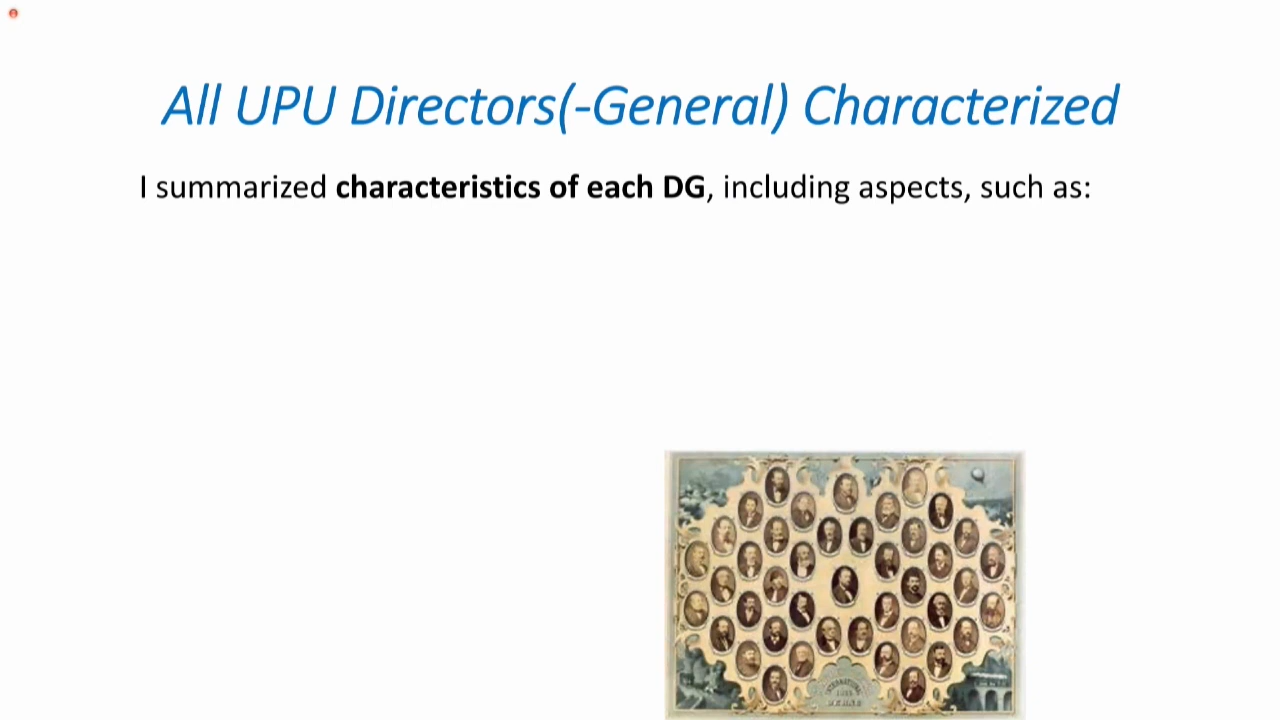 All UPU Directors(-General) Characterized
I summarized characteristics of each DG, including aspects, such as: